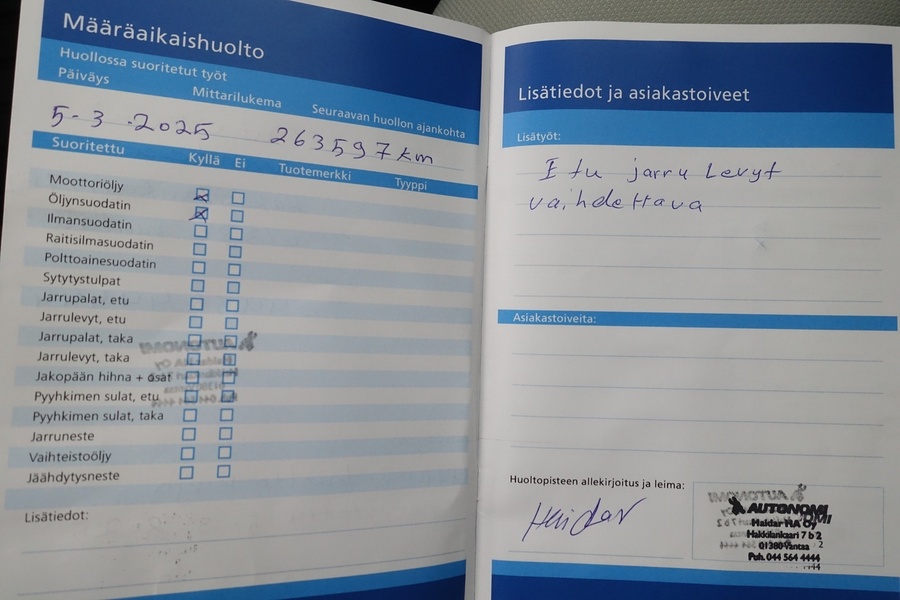 Määräaikaishuolto
Huollossa suoritetut työt
Päiväys Mittarilukema Seuraavan huollon ajankohta
5-3-2025 263597 km
Suoritettu Kyllä Ei Tuotemerkki Tyyppi
Moottoriöljy
Öljynsuodatin
Ilmansuodatin
Raitisilmasuodatin
Polttoainesuodatin
Sytytystulpat
Jarrupalat, etu
Jarrulevyt, etu
Jarrupalat, taka
Jarrulevyt, taka
Jakopään hihna + osat
Pyyhkimen sulat, etu
Pyyhkimen sulat, taka
Jarruneste
Vaihteistoöljy
Jäähdytysneste
Lisätiedot:
Lisätiedot ja asiakastoiveet
Lisätyöt:
Etu jarru Levyt
vaihdettava
Asiakastoiveita:
Huoltopisteen allekirjoitus ja leima:
Haidar
AUTONOMI
Haidar HA Oy
Hakkilankaari 7 b 2
01380 Vantaa
Puh. 044 564 4444